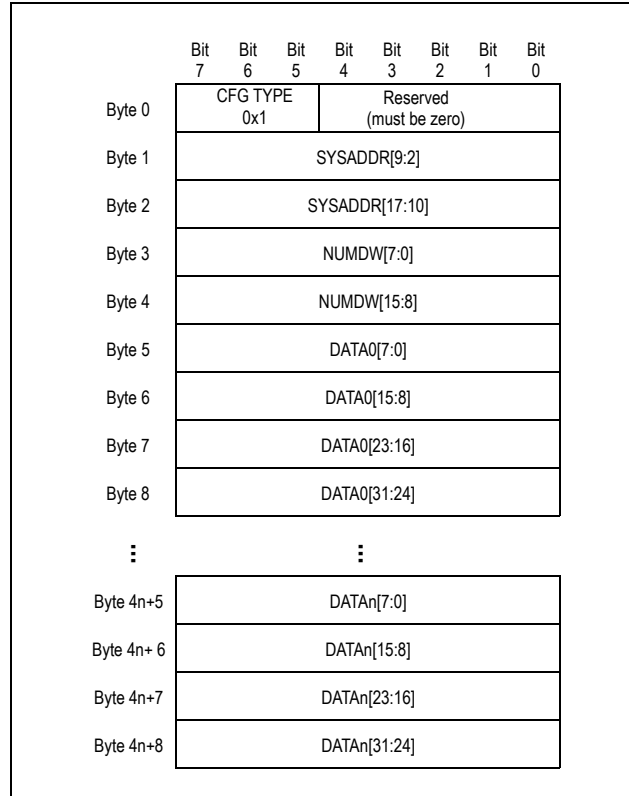 Bit Bit Bit Bit Bit Bit Bit Bit
7 6 5 4 3 2 1 0
Byte 0 CFG TYPE 0x1 Reserved (must be zero)
Byte 1 SYSADDR[9:2]
Byte 2 SYSADDR[17:10]
Byte 3 NUMDW[7:0]
Byte 4 NUMDW[15:8]
Byte 5 DATA0[7:0]
Byte 6 DATA0[15:8]
Byte 7 DATA0[23:16]
Byte 8 DATA0[31:24]
⋮ ⋮
Byte 4n+5 DATAn[7:0]
Byte 4n+ 6 DATAn[15:8]
Byte 4n+7 DATAn[23:16]
Byte 4n+8 DATAn[31:24]